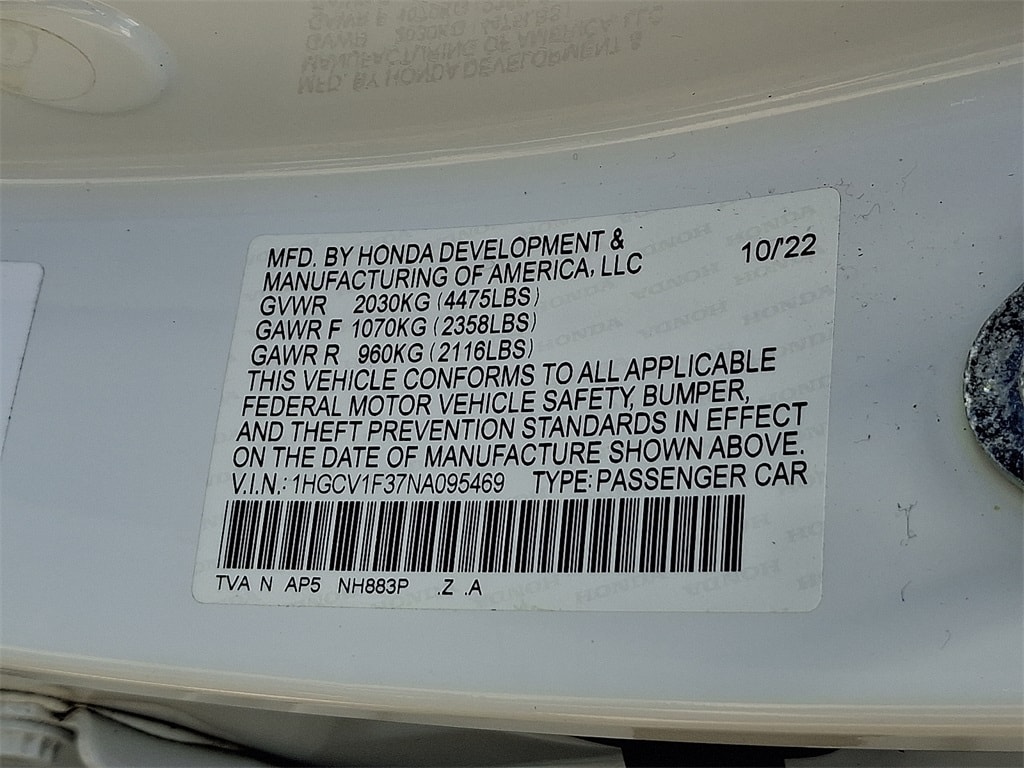 MFD. BY HONDA DEVELOPMENT &
MANUFACTURING OF AMERICA, LLC 10/'22
GVWR 2030KG (4475LBS)
GAWR F 1070KG (2358LBS)
GAWR R 960KG (2116LBS)
THIS VEHICLE CONFORMS TO ALL APPLICABLE
FEDERAL MOTOR VEHICLE SAFETY, BUMPER,
AND THEFT PREVENTION STANDARDS IN EFFECT
ON THE DATE OF MANUFACTURE SHOWN ABOVE.
V.I.N.: 1HGCV1F37NA095469 TYPE: PASSENGER CAR
TVA N AP5 NH883P .Z .A